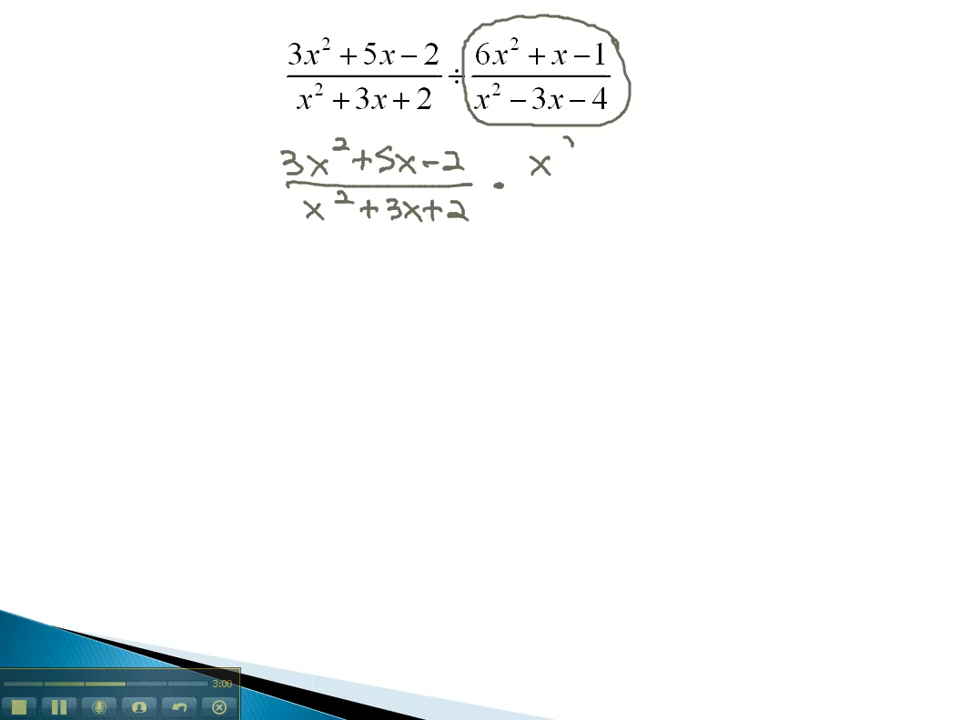 3x² + 5x − 2 ÷ 6x² + x − 1
x² + 3x + 2 x² − 3x − 4
3x² + 5x − 2 · x²
x² + 3x + 2
3:00